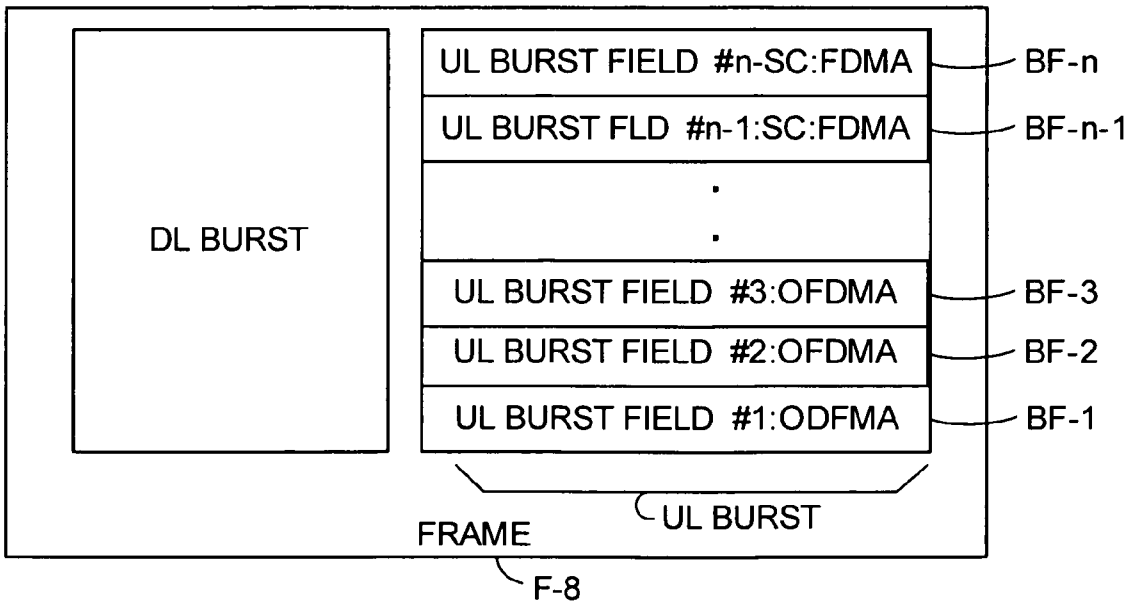 UL BURST FIELD #n-SC:FDMA
BF-n
UL BURST FLD #n-1:SC:FDMA
BF-n-1
DL BURST
UL BURST FIELD #3:OFDMA
BF-3
UL BURST FIELD #2:OFDMA
BF-2
UL BURST FIELD #1:ODFMA
BF-1
UL BURST
FRAME
F-8